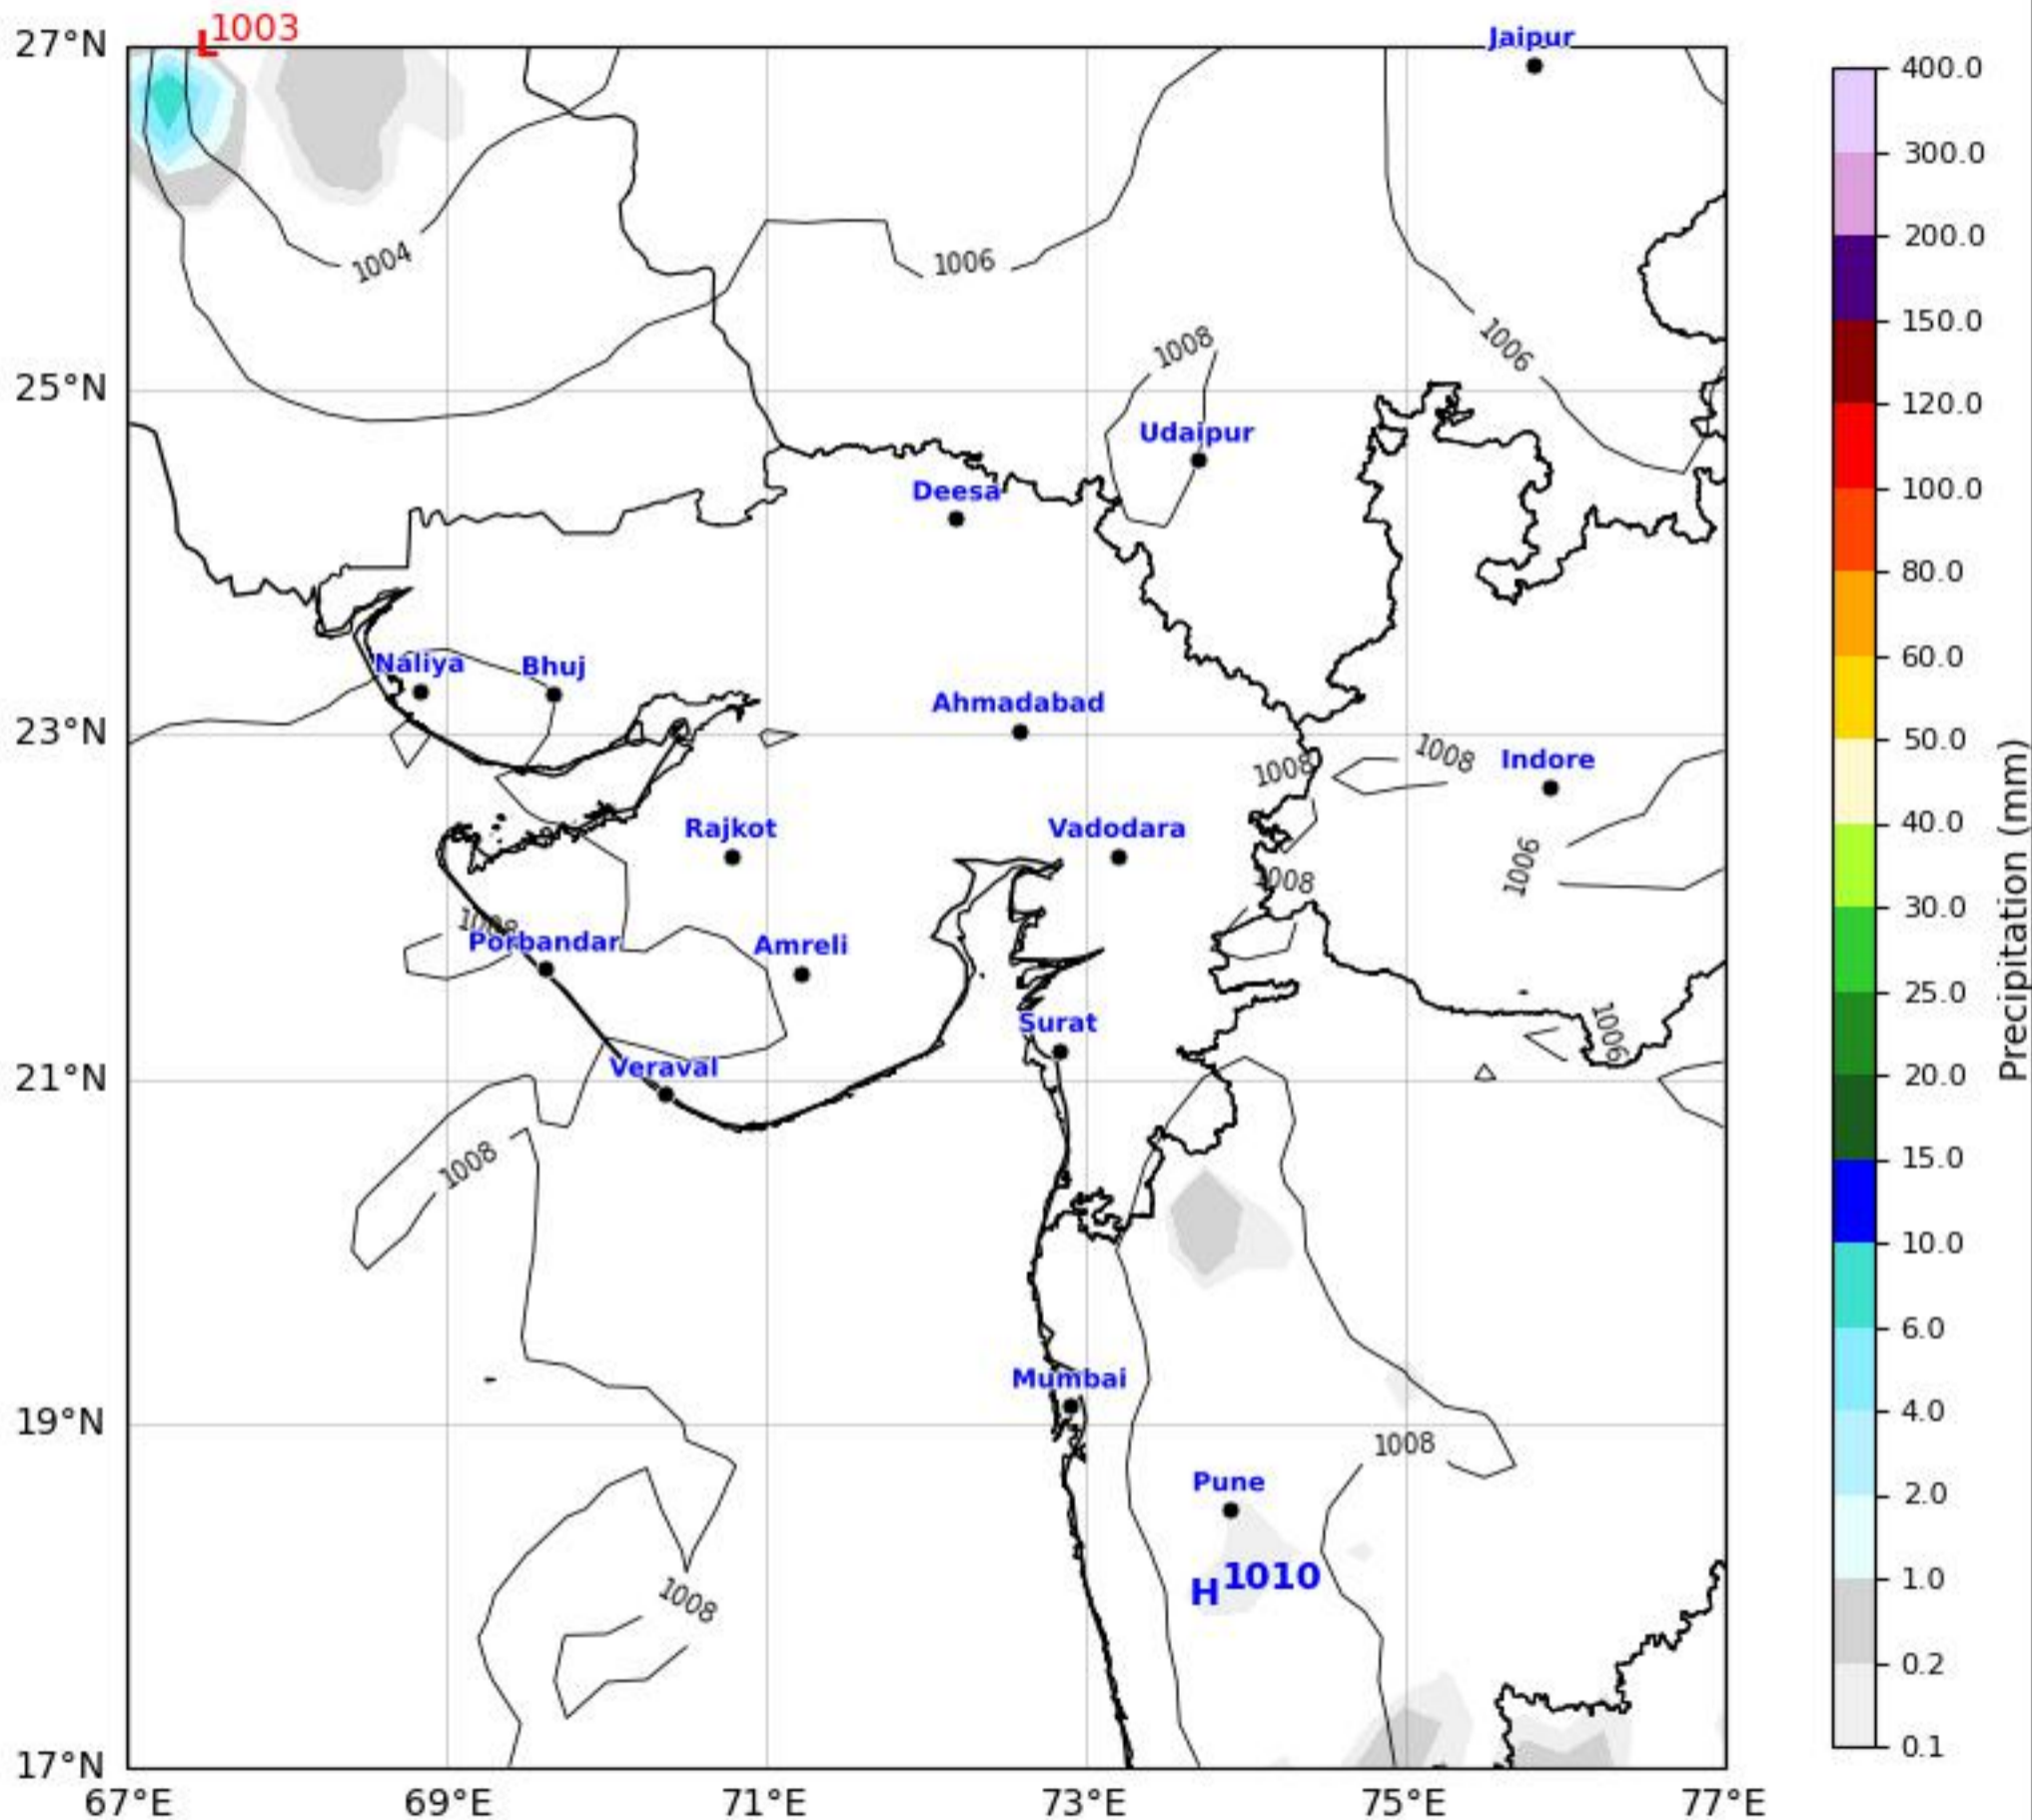 L 1003
27°N
Jaipur
400.0
300.0
1004
1006
200.0
150.0
1006
1008
25°N
120.0
Udaipur
Deesa
100.0
80.0
Naliya
Bhuj
60.0
Ahmadabad
23°N
1008
1008
Indore
50.0
Rajkot
Vadodara
40.0
1006
1008
30.0
1008
Porbandar
Amreli
Precipitation (mm)
25.0
Surat
1006
21°N
Veraval
20.0
1008
15.0
10.0
6.0
Mumbai
4.0
19°N
1008
Pune
2.0
H 1010
1008
1.0
0.2
17°N
0.1
67°E
69°E
71°E
73°E
75°E
77°E